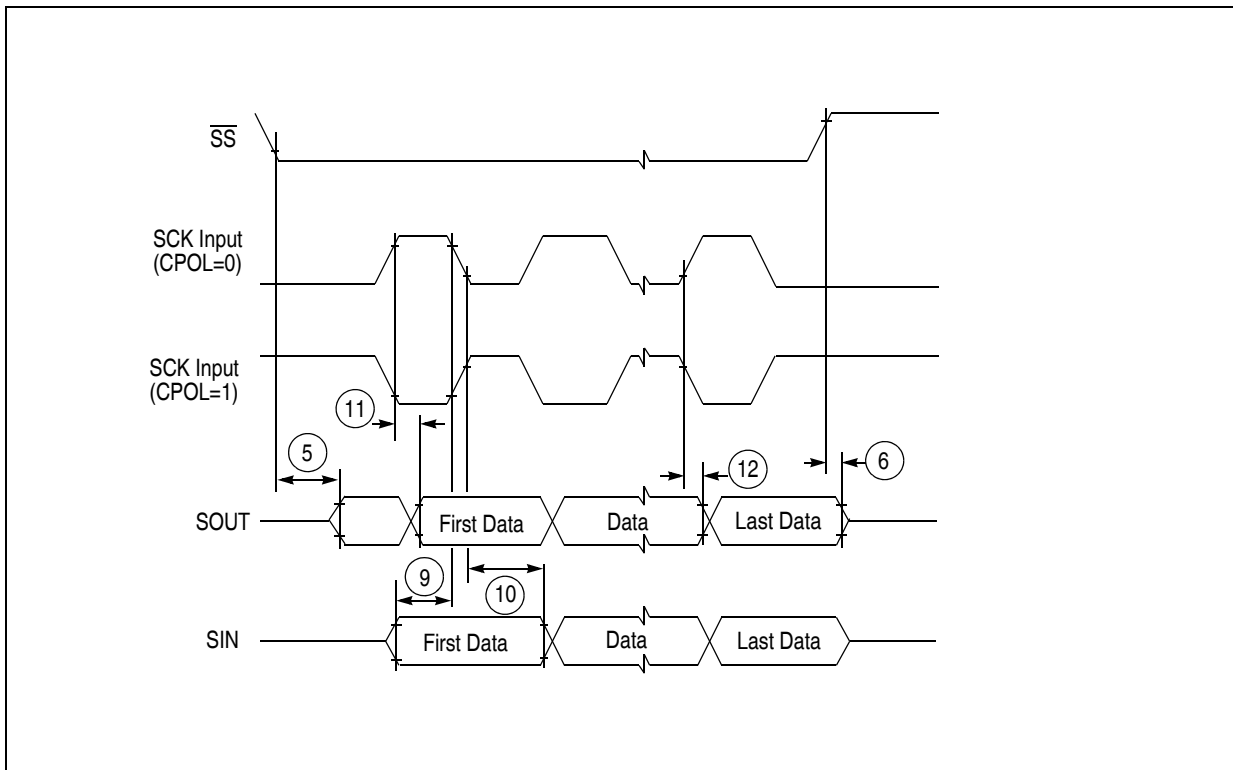 SS
SCK Input
(CPOL=0)
SCK Input
(CPOL=1)
11
5
12
6
SOUT
First Data
Data
Last Data
9
10
SIN
First Data
Data
Last Data